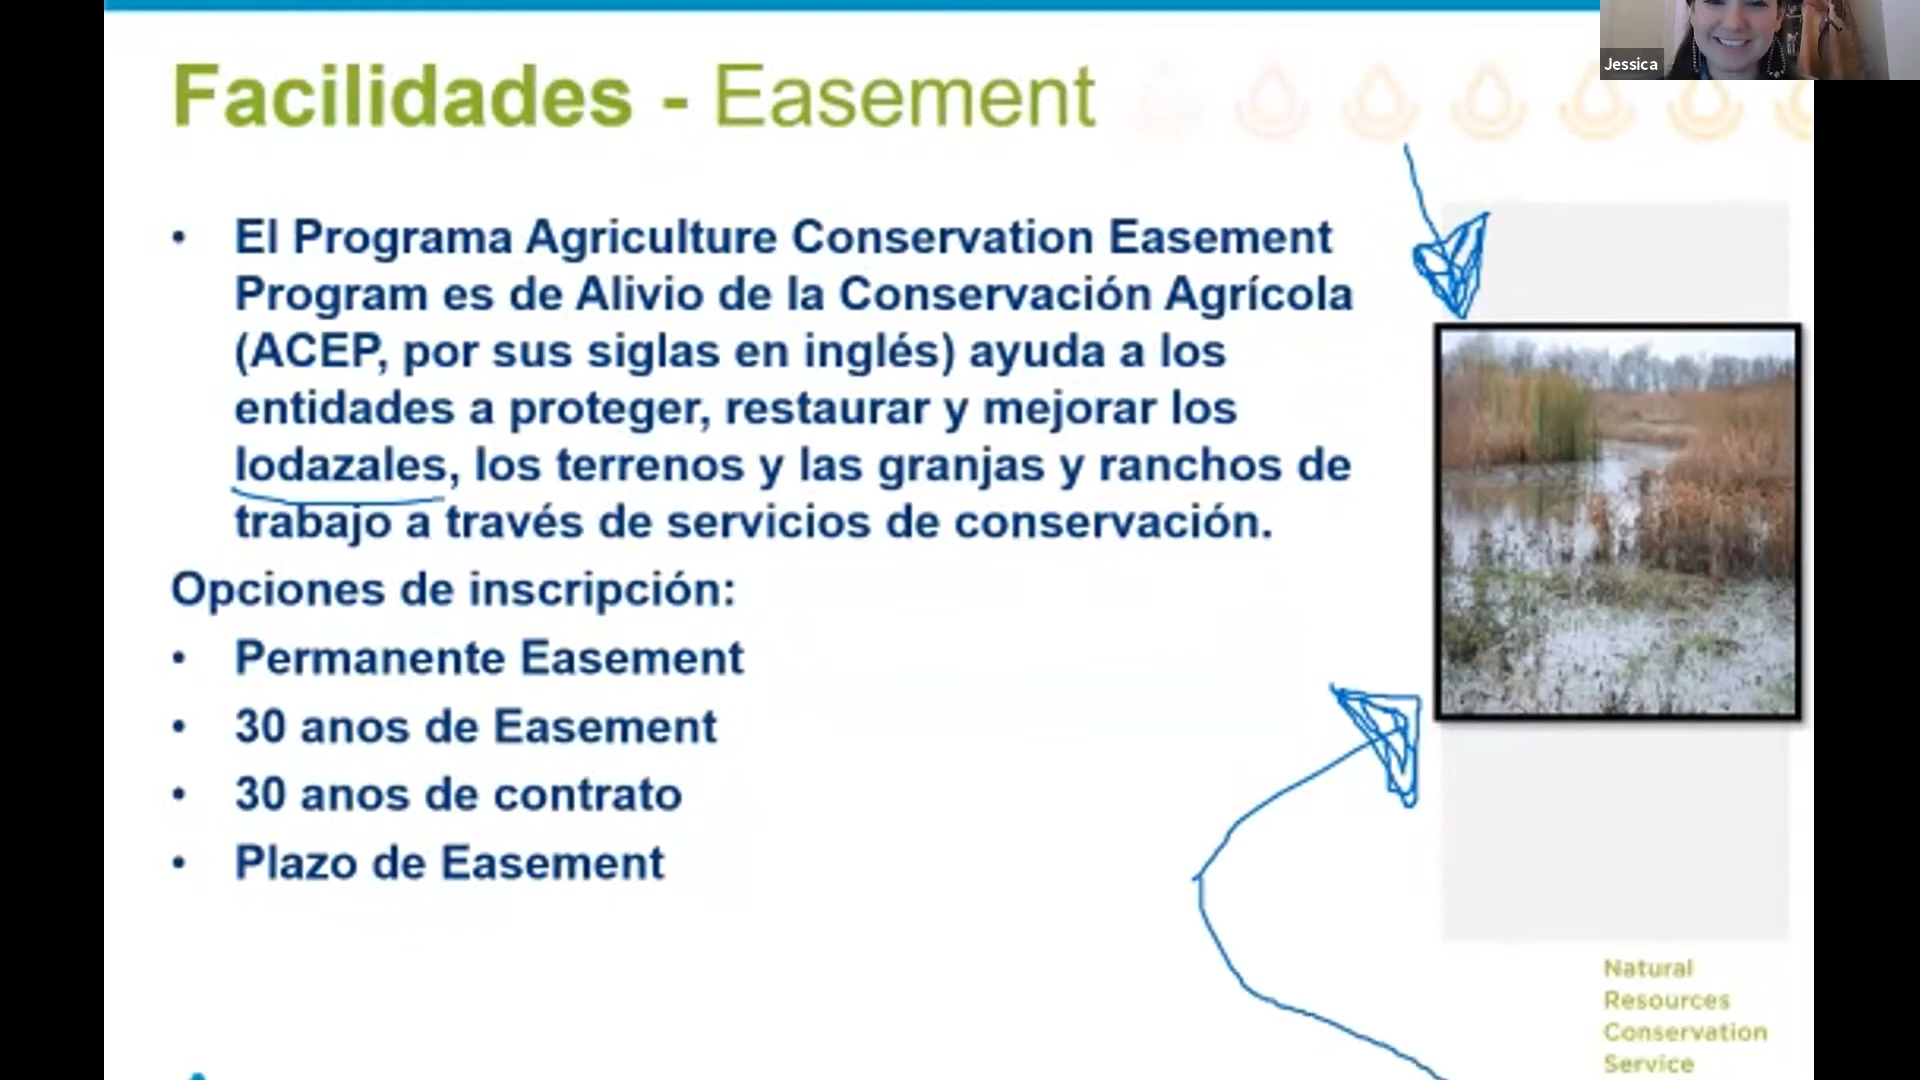 Jessica
Facilidades - Easement
• El Programa Agriculture Conservation Easement
Program es de Alivio de la Conservación Agrícola
(ACEP, por sus siglas en inglés) ayuda a los
entidades a proteger, restaurar y mejorar los
lodazales, los terrenos y las granjas y ranchos de
trabajo a través de servicios de conservación.
Opciones de inscripción:
• Permanente Easement
• 30 anos de Easement
• 30 anos de contrato
• Plazo de Easement
Natural
Resources
Conservation
Service